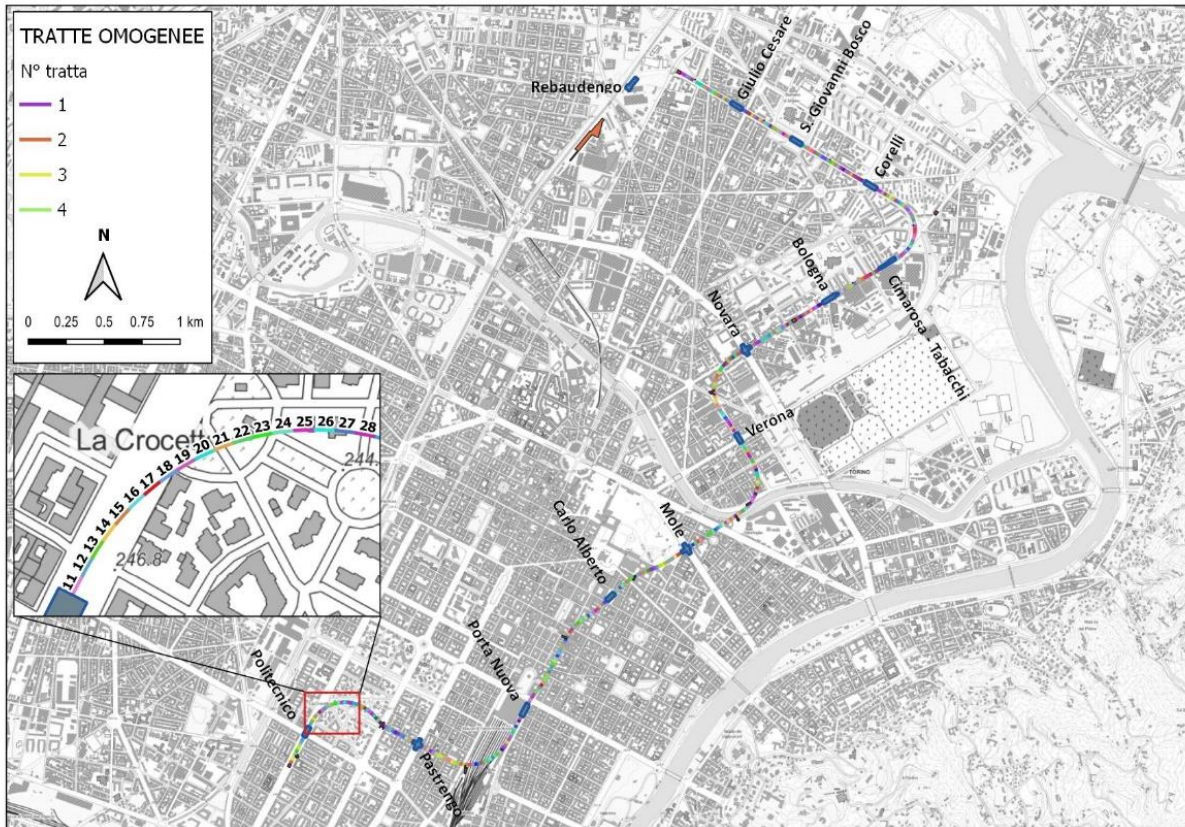 TRATTE OMOGENEE
N° tratta
1
2
3
4
N
0 0.25 0.5 0.75 1 km
Rebaudengo
Giulio Cesare
S. Giovanni Bosco
Corelli
Bologna
Cimarosa - Tabacchi
Novara
Verona
TORINO
Mole
Carlo Alberto
Porta Nuova
Politecnico
Pastrengo
La Crocett
11 12 13 14 15 16 17 18 19 20 21 22 23 24 25 26 27 28
246.8
244.